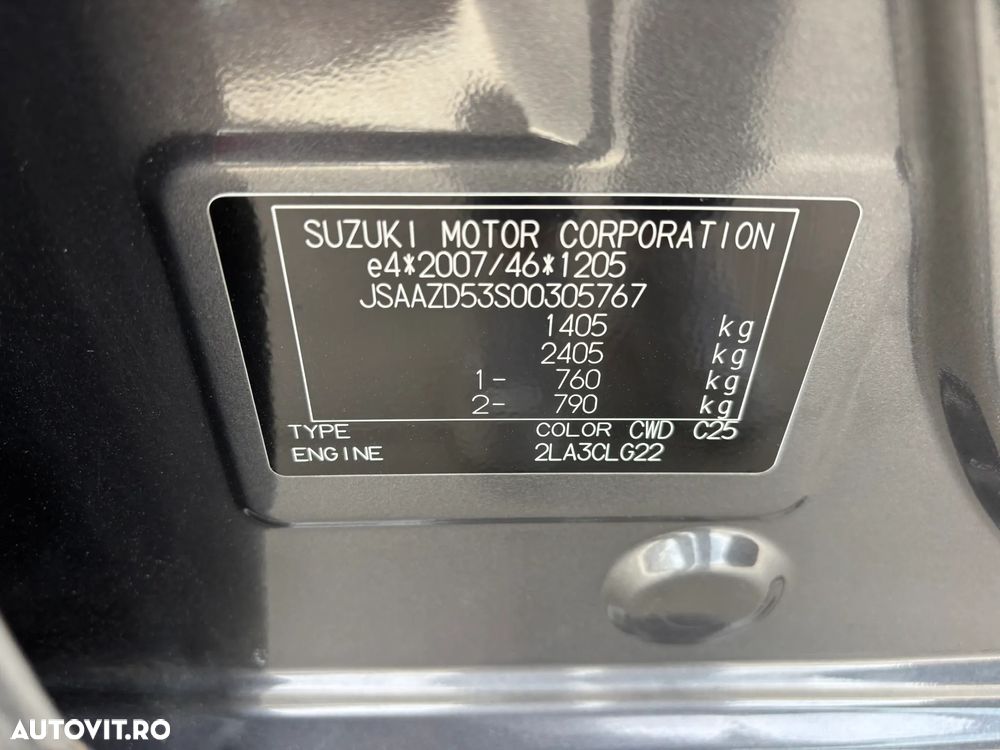 SUZUKI MOTOR CORPORATION
e4*2007/46*1205
JSAAZD53S00305767
1405 kg
2405 kg
1- 760 kg
2- 790 kg
TYPE COLOR CWD C25
ENGINE 2LA3CLG22
AUTOVIT.RO